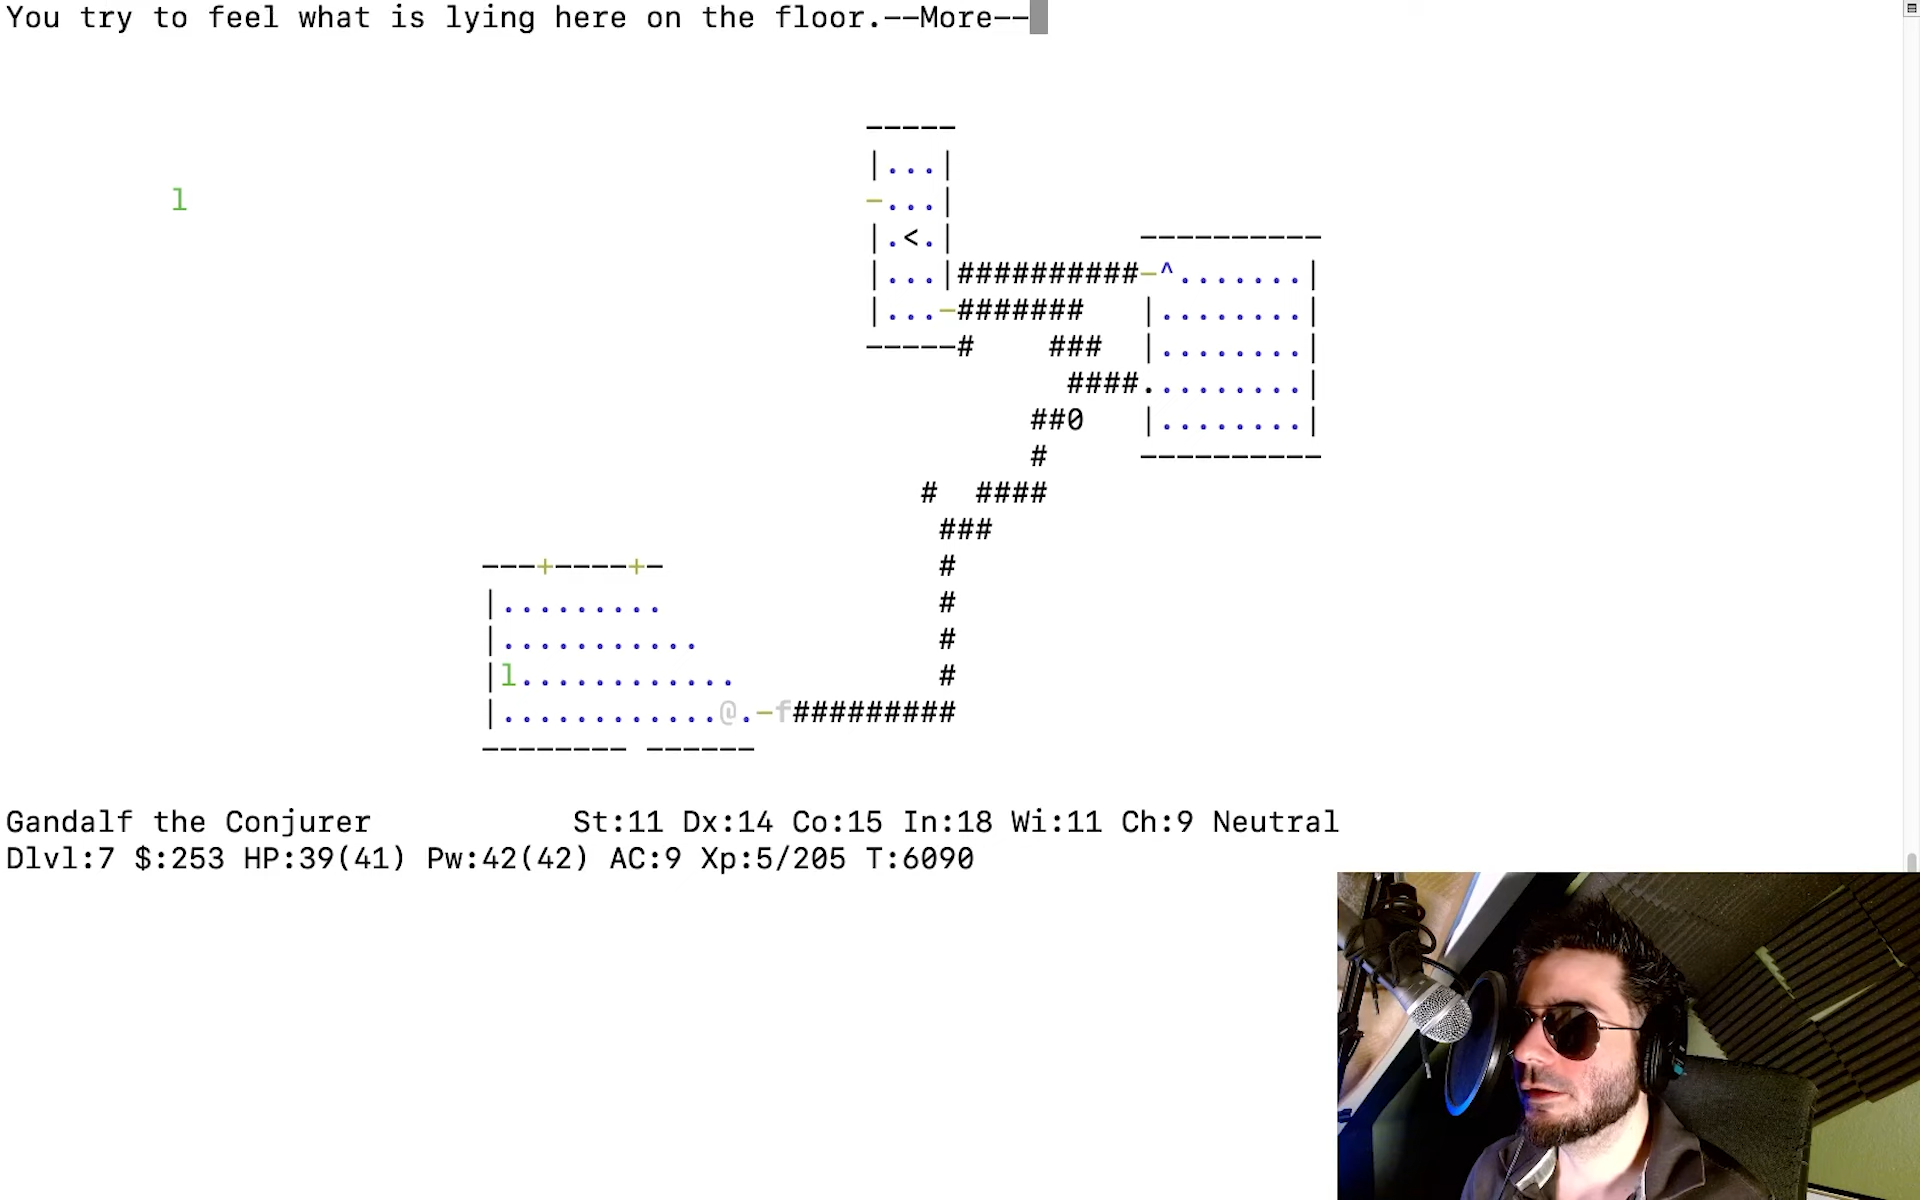 You try to feel what is lying here on the floor.--More--
-----
|...|
l -...|
|.<.| ----------
|...|##########-^.......|
|...-####### |........|
-----# ### |........|
####.........|
##0 |........|
# ----------
# ####
###
---+----+- #
|......... #
|........... #
|l............ #
|............@.-f#########
-------- ------
Gandalf the Conjurer St:11 Dx:14 Co:15 In:18 Wi:11 Ch:9 Neutral
Dlvl:7 $:253 HP:39(41) Pw:42(42) AC:9 Xp:5/205 T:6090